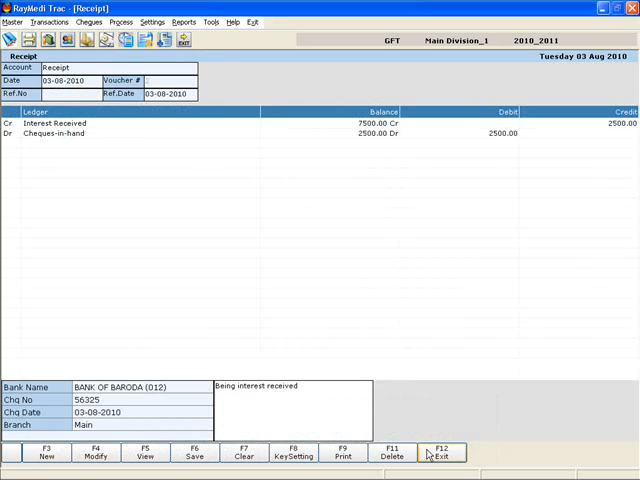 RayMedi Trac - [Receipt]
Master Transactions Cheques Process Settings Reports Tools Help Exit
GFT Main Division_1 2010_2011
Receipt Tuesday 03 Aug 2010
Account Receipt
Date 03-08-2010 Voucher # 2
Ref.No Ref.Date 03-08-2010
Ledger Balance Debit Credit
Cr Interest Received 7500.00 Cr 2500.00
Dr Cheques-in-hand 2500.00 Dr 2500.00
Bank Name BANK OF BARODA (012) Being interest received
Chq No 56325
Chq Date 03-08-2010
Branch Main
F3 F4 F5 F6 F7 F8 F9 F11 F12
New Modify View Save Clear KeySetting Print Delete Exit